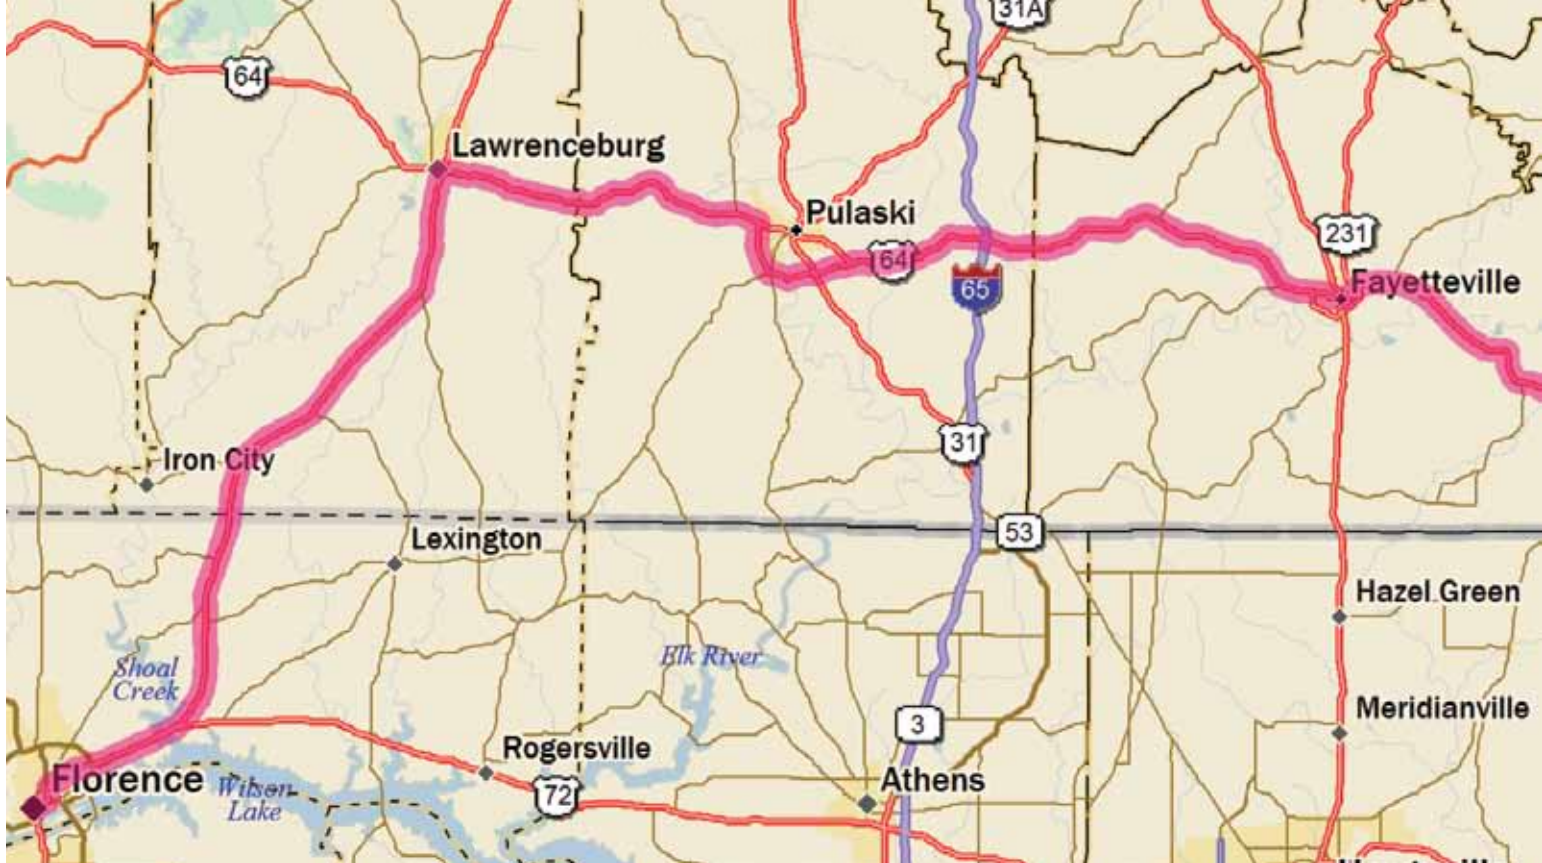 31A
64
Lawrenceburg
Pulaski
64
231
65
Fayetteville
31
Iron City
53
Lexington
Hazel Green
Elk River
Shoal
Creek
3
Meridianville
Rogersville
Florence
Wilson
Lake
72
Athens